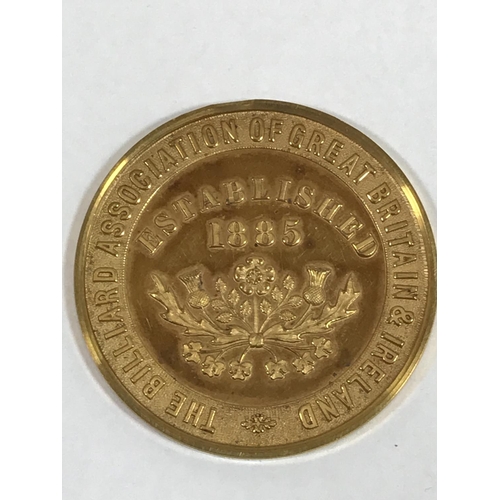 THE BILLIARD ASSOCIATION OF GREAT BRITAIN & IRELAND
ESTABLISHED
1885